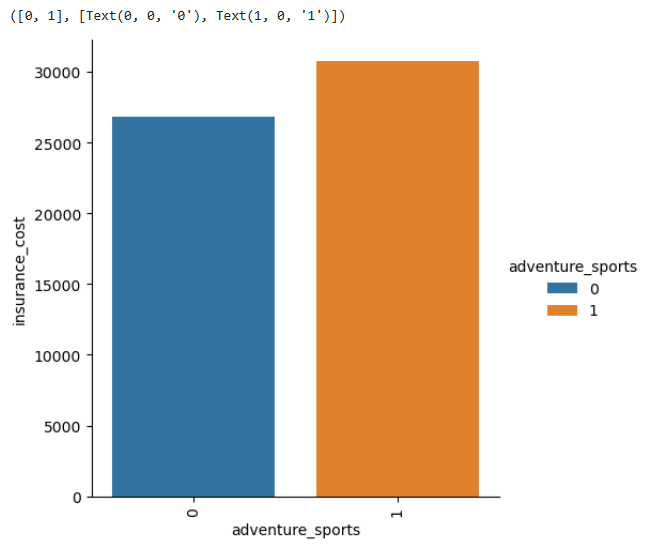 ([0, 1], [Text(0, 0, '0'), Text(1, 0, '1')])
30000
25000
20000
15000
10000
5000
0
insurance_cost
0
1
adventure_sports
adventure_sports
0
1